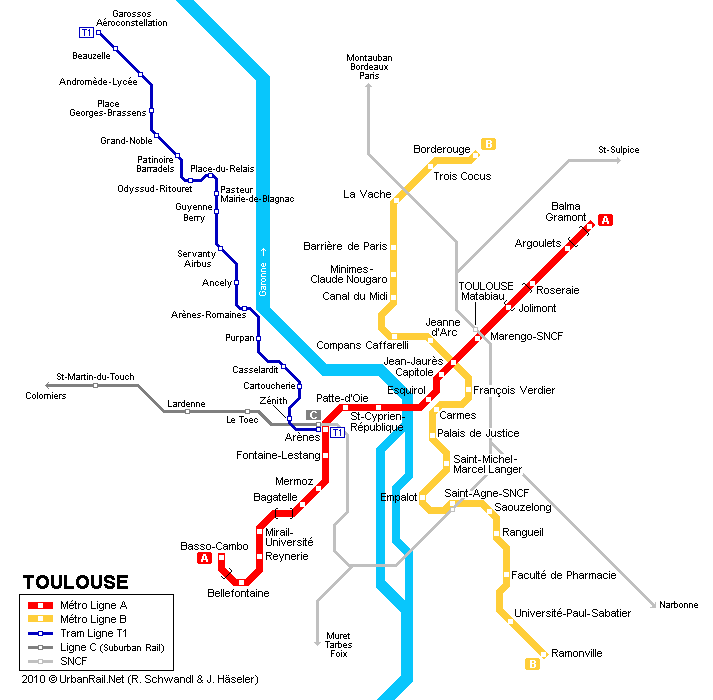 Garossos
Aéroconstellation
T1
Beauzelle
Andromède-Lycée
Place
Georges-Brassens
Grand-Noble
Patinoire
Barradels
Place-du-Relais
Odyssud-Ritouret
Pasteur
Mairie-de-Blagnac
Guyenne
Berry
Servanty
Airbus
Ancely
Arènes-Romaines
Purpan
Casselardit
Cartoucherie
Zénith
Arènes
T1
C
St-Martin-du-Touch
Colomiers
Lardenne
Le Toec
Garonne →
Montauban
Bordeaux
Paris
St-Sulpice
Borderouge
B
Trois Cocus
La Vache
Barrière de Paris
Minimes-
Claude Nougaro
Canal du Midi
Compans Caffarelli
Jeanne
d'Arc
Balma
Gramont
A
Argoulets
Roseraie
TOULOUSE
Matabiau
Jolimont
Marengo-SNCF
Jean-Jaurès
Capitole
Esquirol
François Verdier
Patte-d'Oie
St-Cyprien-
République
Carmes
Palais de Justice
Fontaine-Lestang
Saint-Michel-
Marcel Langer
Mermoz
Bagatelle
Empalot
Saint-Agne-SNCF
Saouzelong
Mirail-
Université
Rangueil
Basso-Cambo
A
Reynerie
Bellefontaine
Faculté de Pharmacie
Narbonne
Université-Paul-Sabatier
Muret
Tarbes
Foix
B
Ramonville
TOULOUSE
Métro Ligne A
Métro Ligne B
Tram Ligne T1
Ligne C (Suburban Rail)
SNCF
2010 © UrbanRail.Net (R. Schwandl & J. Häseler)